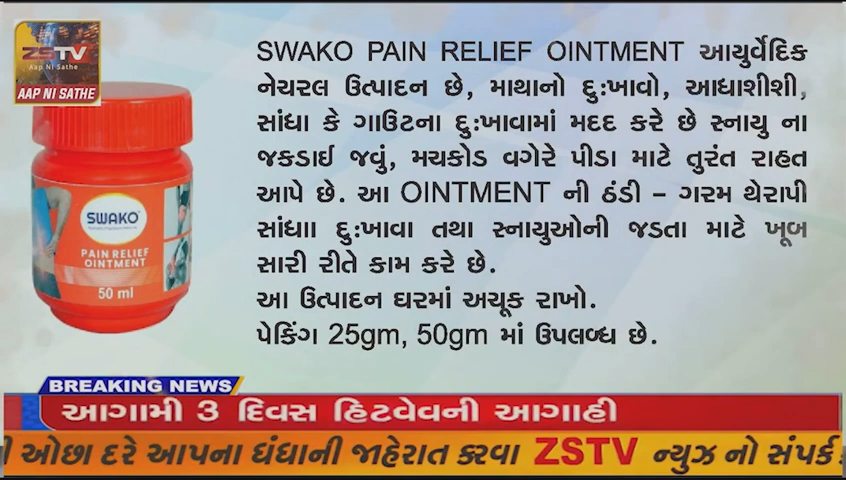 ZSTV
Aap Ni Sathe
AAP NI SATHE
SWAKO PAIN RELIEF OINTMENT આયુર્વેદિક
નેચરલ ઉત્પાદન છે, માથાનો દુઃખાવો, આધાશીશી,
સાંધા કે ગાઉટના દુઃખાવામાં મદદ કરે છે સ્નાયુ ના
જકડાઈ જવું, મચકોડ વગેરે પીડા માટે તુરંત રાહત
આપે છે. આ OINTMENT ની ઠંડી – ગરમ થેરાપી
સાંધાા દુઃખાવા તથા સ્નાયુઓની જડતા માટે ખૂબ
સારી રીતે કામ કરે છે.
આ ઉત્પાદન ઘરમાં અચૂક રાખો.
પેકિંગ 25gm, 50gm માં ઉપલબ્ધ છે.
SWAKO
PAIN RELIEF
OINTMENT
50 ml
BREAKING NEWS
આગામી 3 દિવસ હિટવેવની આગાહી
ઓછા દરે આપના ધંધાની જાહેરાત કરવા ZSTV ન્યુઝ નો સંપર્ક